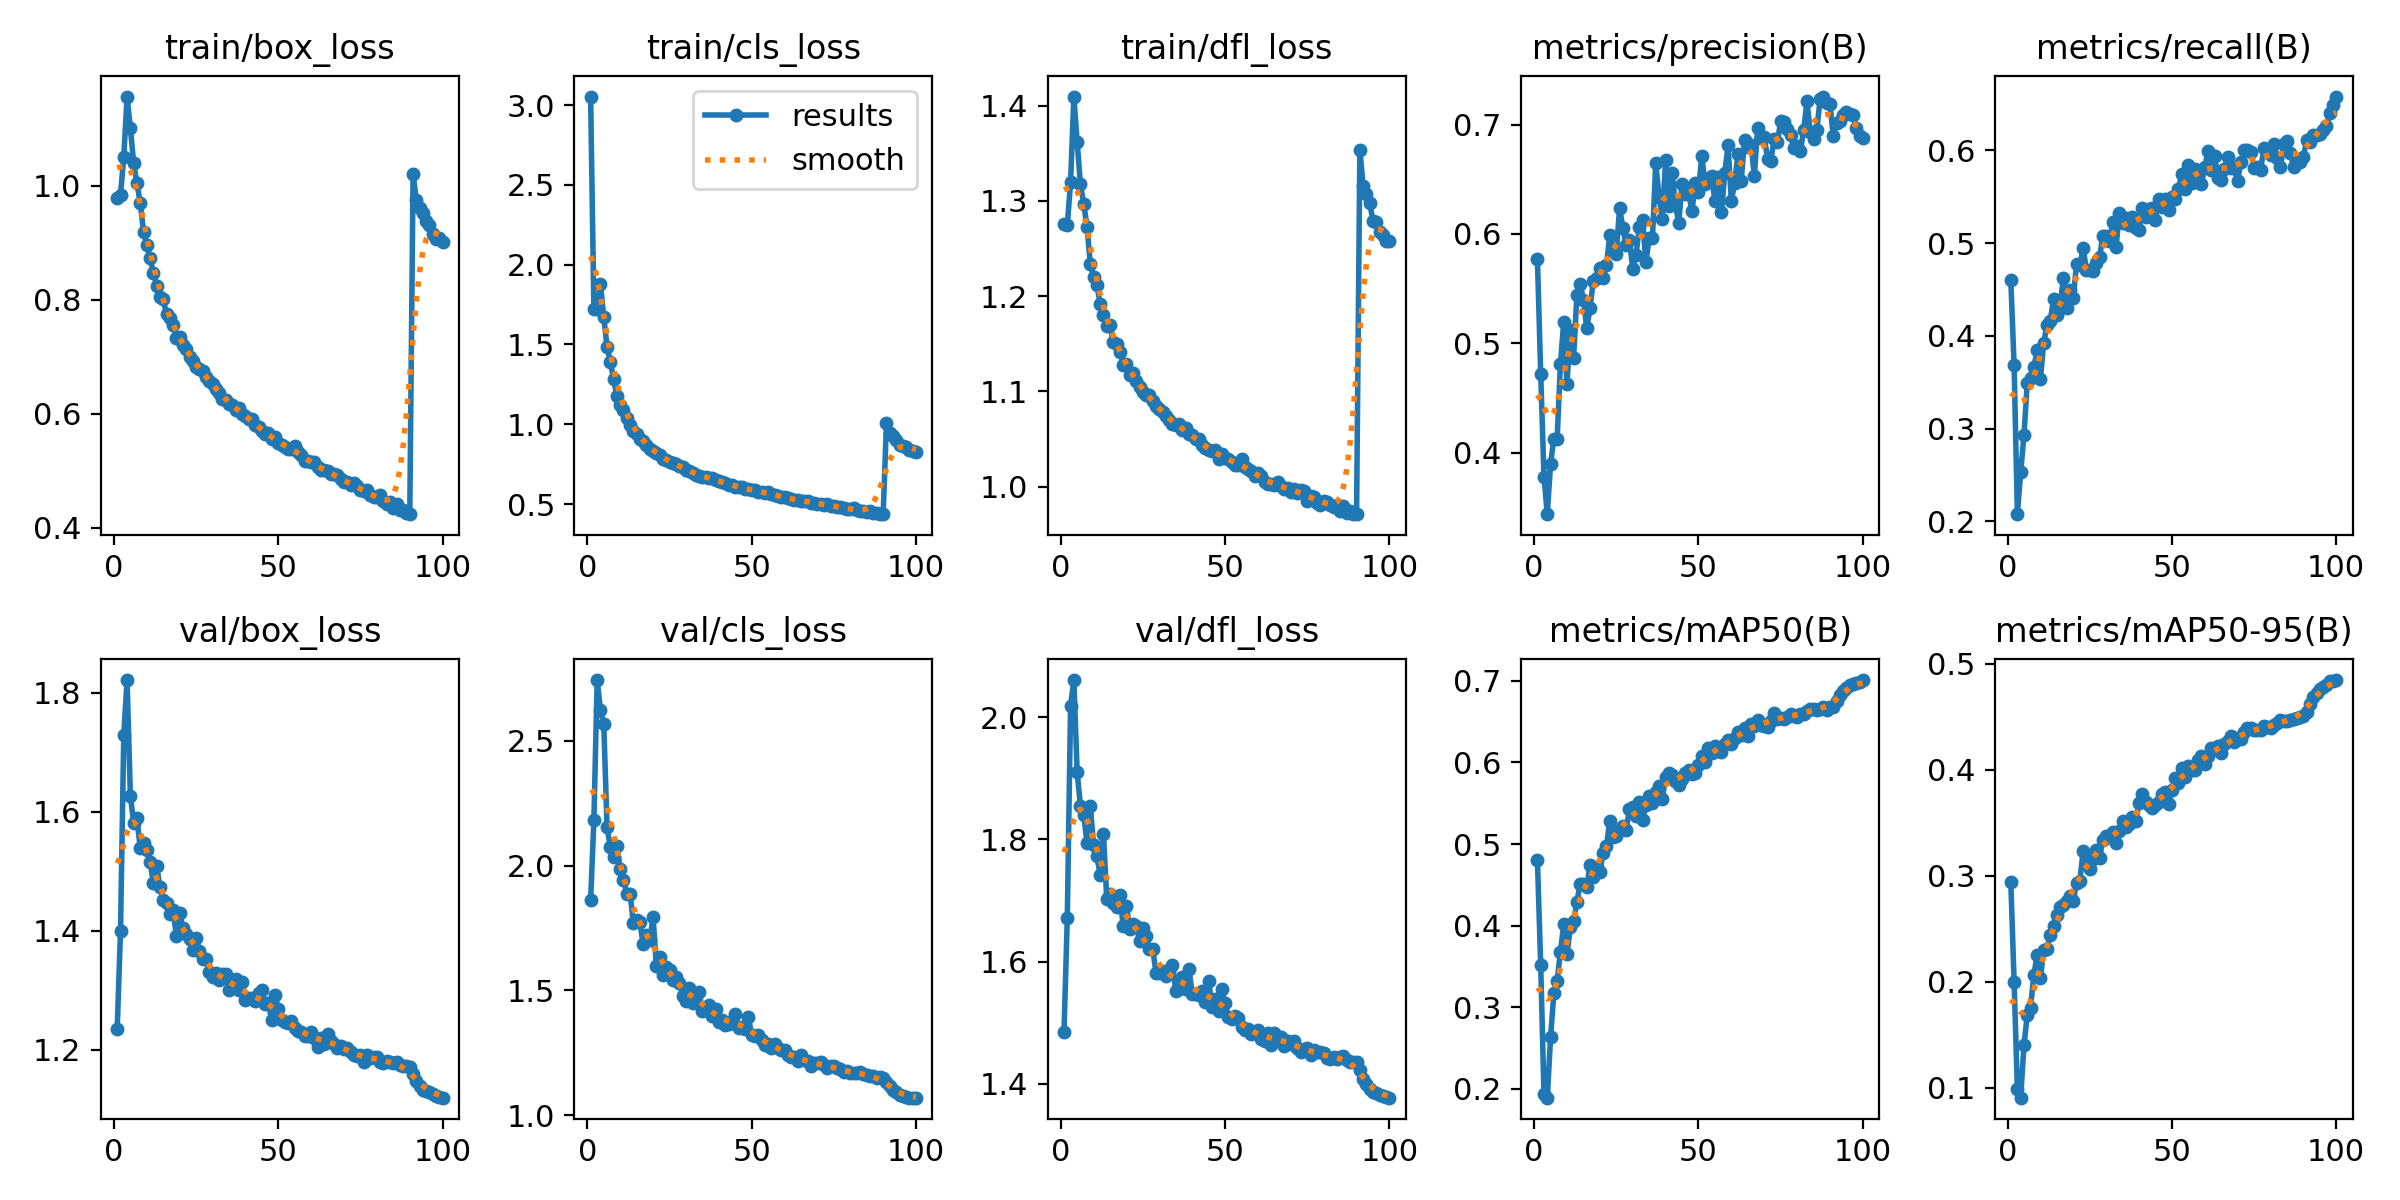 train/box_loss
1.0
0.8
0.6
0.4
0 50 100
train/cls_loss
results
smooth
3.0
2.5
2.0
1.5
1.0
0.5
0 50 100
train/dfl_loss
1.4
1.3
1.2
1.1
1.0
0 50 100
metrics/precision(B)
0.7
0.6
0.5
0.4
0 50 100
metrics/recall(B)
0.6
0.5
0.4
0.3
0.2
0 50 100
val/box_loss
1.8
1.6
1.4
1.2
0 50 100
val/cls_loss
2.5
2.0
1.5
1.0
0 50 100
val/dfl_loss
2.0
1.8
1.6
1.4
0 50 100
metrics/mAP50(B)
0.7
0.6
0.5
0.4
0.3
0.2
0 50 100
metrics/mAP50-95(B)
0.5
0.4
0.3
0.2
0.1
0 50 100